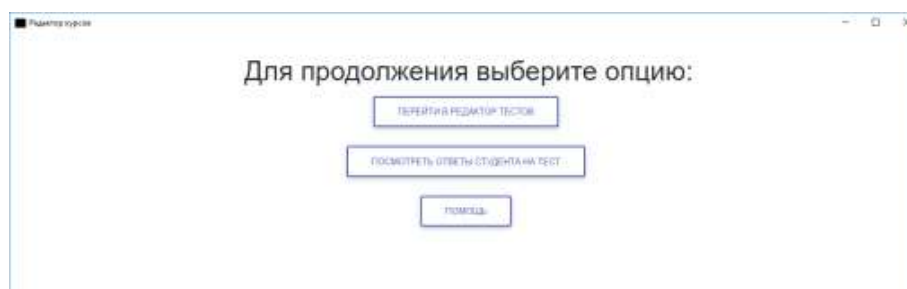 Редактор курсов
Для продолжения выберите опцию:
ПЕРЕЙТИ В РЕДАКТОР ТЕСТОВ
ПОСМОТРЕТЬ ОТВЕТЫ СТУДЕНТА НА ТЕСТ
ПОМОЩЬ